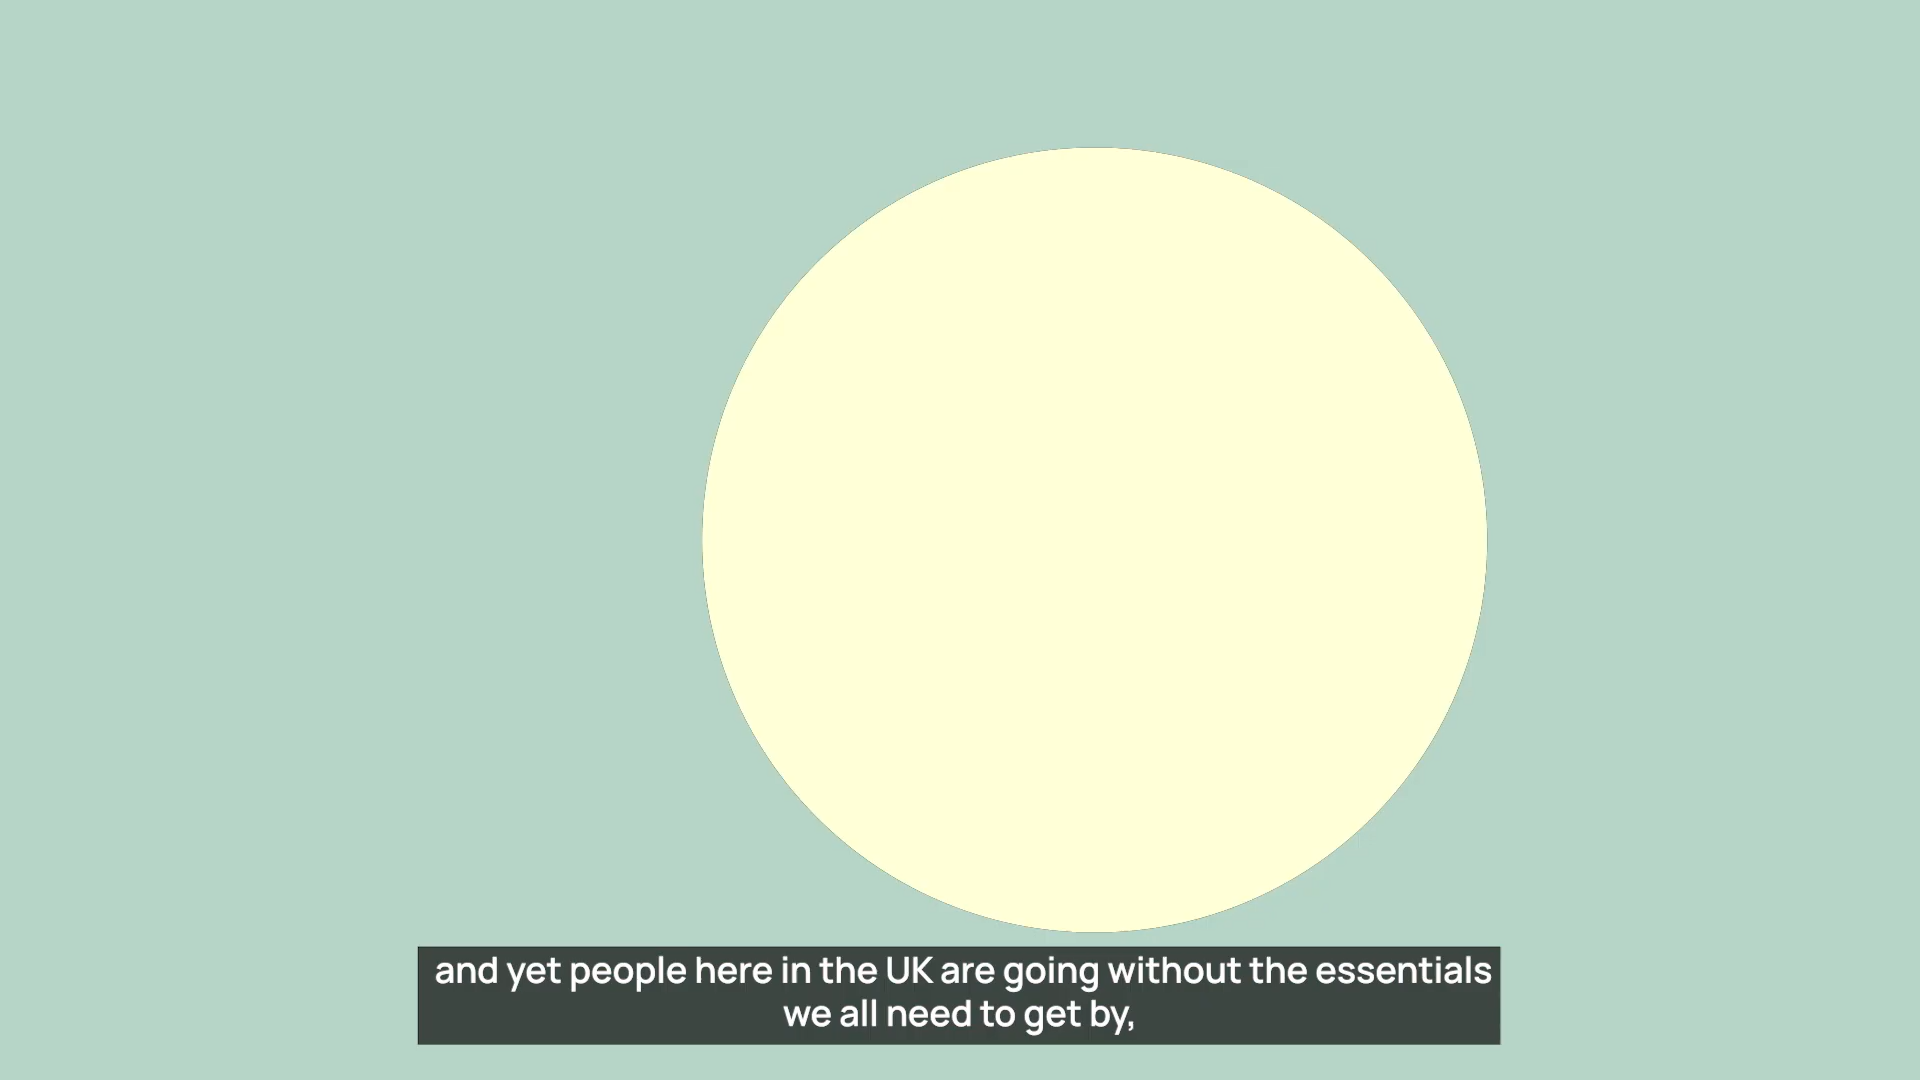 and yet people here in the UK are going without the essentials
we all need to get by,